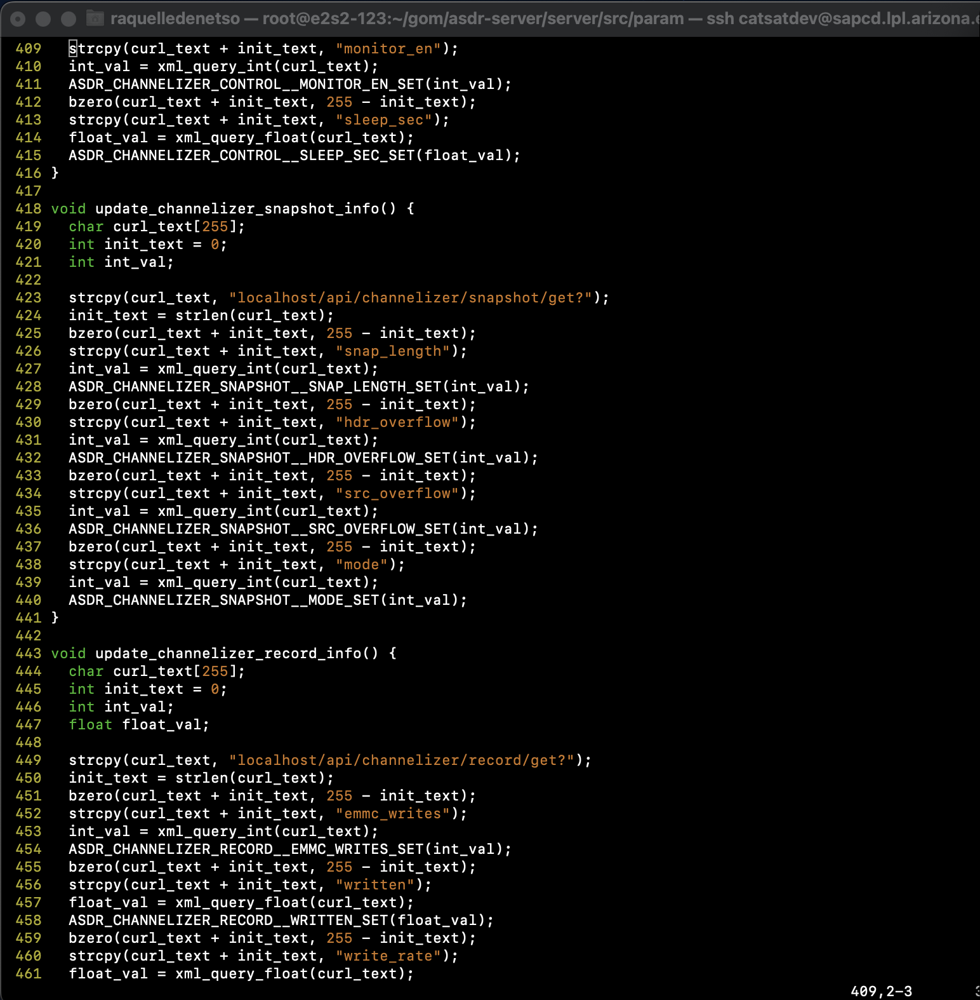 raquelledenetso — root@e2s2-123:~/gom/asdr-server/server/src/param — ssh catsatdev@sapcd.lpl.arizona.e
409   strcpy(curl_text + init_text, "monitor_en");
410   int_val = xml_query_int(curl_text);
411   ASDR_CHANNELIZER_CONTROL__MONITOR_EN_SET(int_val);
412   bzero(curl_text + init_text, 255 - init_text);
413   strcpy(curl_text + init_text, "sleep_sec");
414   float_val = xml_query_float(curl_text);
415   ASDR_CHANNELIZER_CONTROL__SLEEP_SEC_SET(float_val);
416 }
417
418 void update_channelizer_snapshot_info() {
419   char curl_text[255];
420   int init_text = 0;
421   int int_val;
422
423   strcpy(curl_text, "localhost/api/channelizer/snapshot/get?");
424   init_text = strlen(curl_text);
425   bzero(curl_text + init_text, 255 - init_text);
426   strcpy(curl_text + init_text, "snap_length");
427   int_val = xml_query_int(curl_text);
428   ASDR_CHANNELIZER_SNAPSHOT__SNAP_LENGTH_SET(int_val);
429   bzero(curl_text + init_text, 255 - init_text);
430   strcpy(curl_text + init_text, "hdr_overflow");
431   int_val = xml_query_int(curl_text);
432   ASDR_CHANNELIZER_SNAPSHOT__HDR_OVERFLOW_SET(int_val);
433   bzero(curl_text + init_text, 255 - init_text);
434   strcpy(curl_text + init_text, "src_overflow");
435   int_val = xml_query_int(curl_text);
436   ASDR_CHANNELIZER_SNAPSHOT__SRC_OVERFLOW_SET(int_val);
437   bzero(curl_text + init_text, 255 - init_text);
438   strcpy(curl_text + init_text, "mode");
439   int_val = xml_query_int(curl_text);
440   ASDR_CHANNELIZER_SNAPSHOT__MODE_SET(int_val);
441 }
442
443 void update_channelizer_record_info() {
444   char curl_text[255];
445   int init_text = 0;
446   int int_val;
447   float float_val;
448
449   strcpy(curl_text, "localhost/api/channelizer/record/get?");
450   init_text = strlen(curl_text);
451   bzero(curl_text + init_text, 255 - init_text);
452   strcpy(curl_text + init_text, "emmc_writes");
453   int_val = xml_query_int(curl_text);
454   ASDR_CHANNELIZER_RECORD__EMMC_WRITES_SET(int_val);
455   bzero(curl_text + init_text, 255 - init_text);
456   strcpy(curl_text + init_text, "written");
457   float_val = xml_query_float(curl_text);
458   ASDR_CHANNELIZER_RECORD__WRITTEN_SET(float_val);
459   bzero(curl_text + init_text, 255 - init_text);
460   strcpy(curl_text + init_text, "write_rate");
461   float_val = xml_query_float(curl_text);
409,2-3